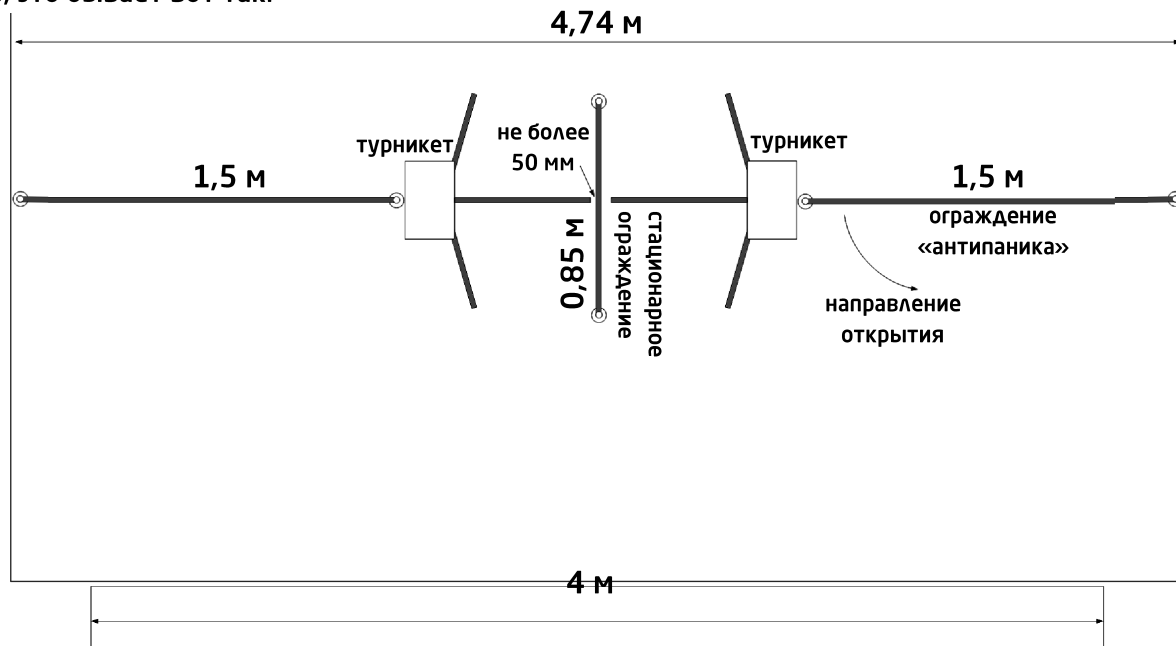 4,74 м
турникет
не более
50 мм
турникет
1,5 м
1,5 м
ограждение
«антипаника»
0,85 м
стационарное
ограждение
направление
открытия
4 м